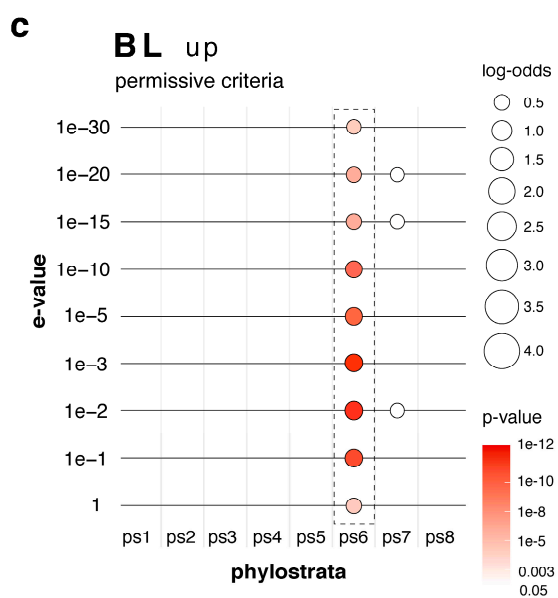 c
BL up
permissive criteria
1e−30
1e−20
1e−15
1e−10
1e−5
1e−3
1e−2
1e−1
1
e-value
ps1 ps2 ps3 ps4 ps5 ps6 ps7 ps8
phylostrata
log-odds
0.5
1.0
1.5
2.0
2.5
3.0
3.5
4.0
p-value
1e-12
1e-10
1e-8
1e-5
0.003
0.05